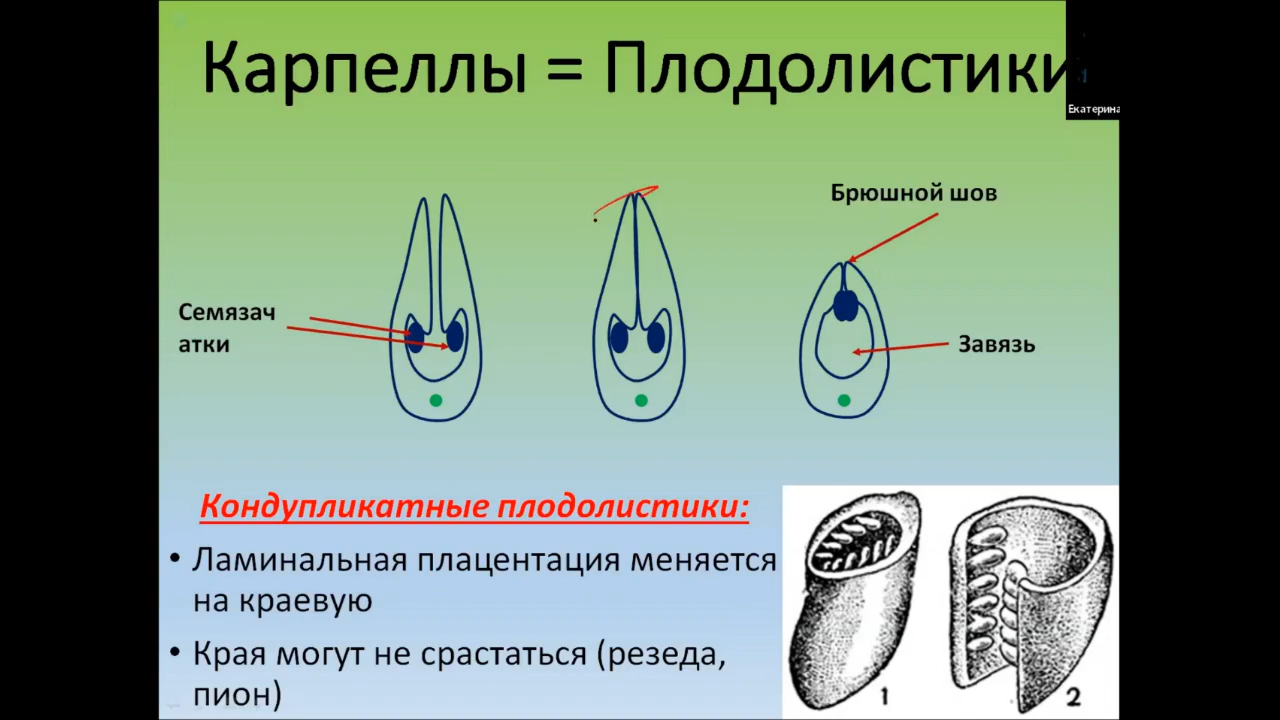 Карпеллы = Плодолистики
Екатерина
Брюшной шов
Семязач
атки
Завязь
Кондупликатные плодолистики:
• Ламинальная плацентация меняется
на краевую
• Края могут не срастаться (резеда,
пион)
1
2